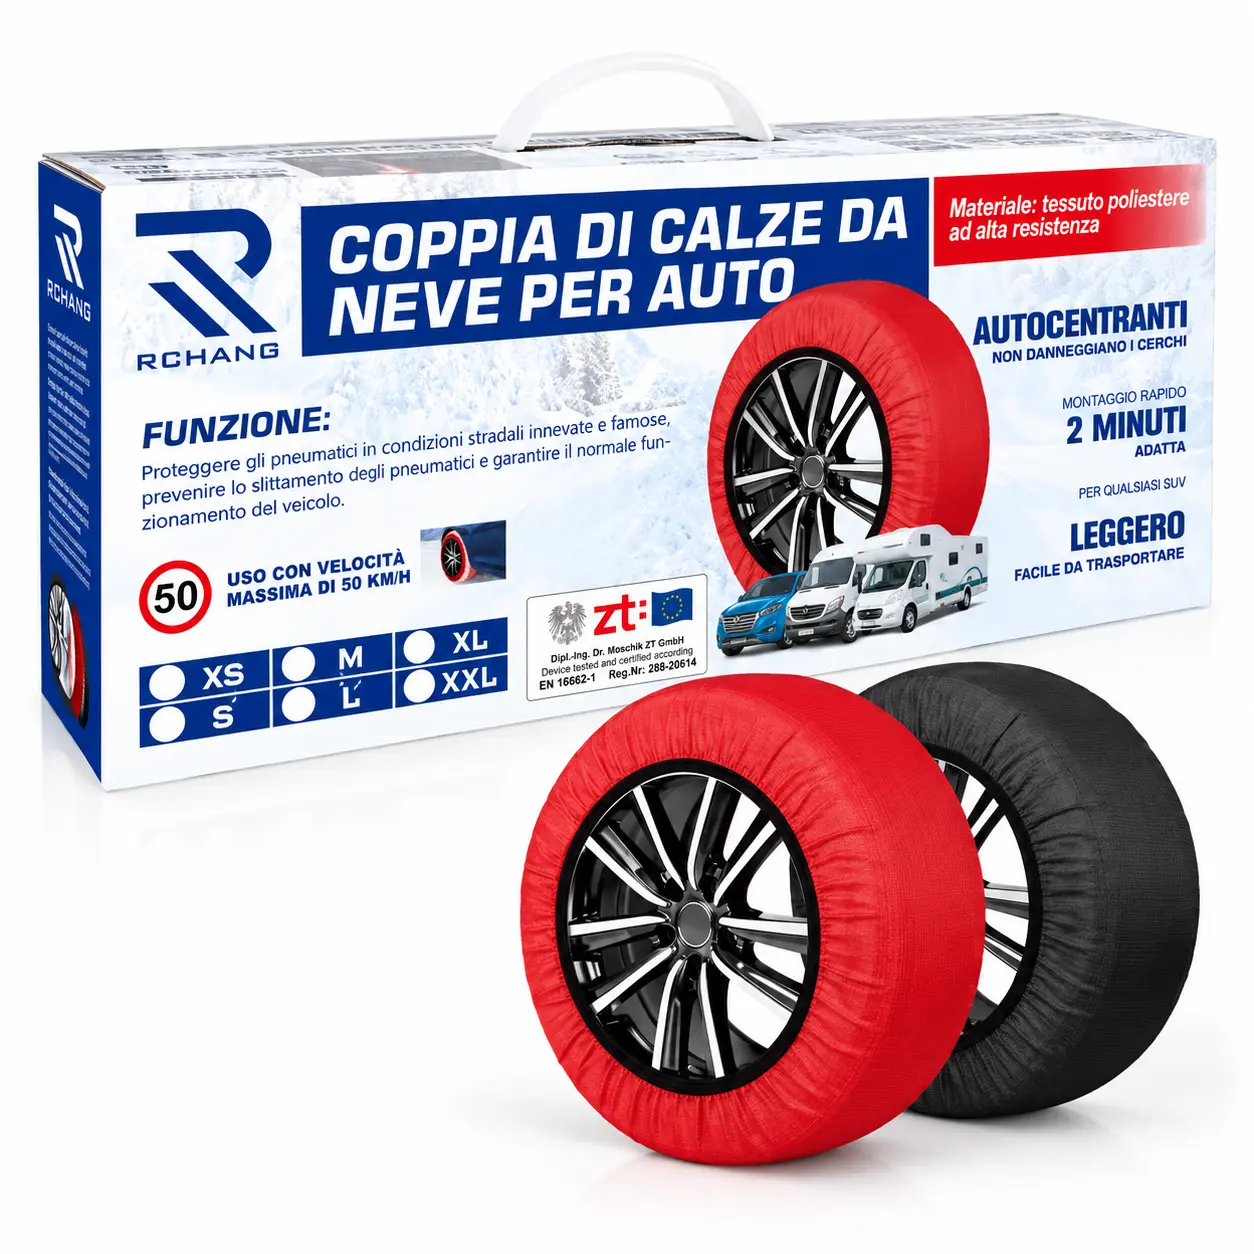 RCHANG
RCHANG
COPPIA DI CALZE DA
NEVE PER AUTO
Materiale: tessuto poliestere
ad alta resistenza
AUTOCENTRANTI
NON DANNEGGIANO I CERCHI
MONTAGGIO RAPIDO
2 MINUTI
ADATTA
PER QUALSIASI SUV
LEGGERO
FACILE DA TRASPORTARE
FUNZIONE:
Proteggere gli pneumatici in condizioni stradali innevate e famose,
prevenire lo slittamento degli pneumatici e garantire il normale fun-
zionamento del veicolo.
50
USO CON VELOCITÀ
MASSIMA DI 50 KM/H
XS M XL
S L XXL
zt:
Dipl.-Ing. Dr. Moschik ZT GmbH
Device tested and certified according
EN 16662-1 Reg.Nr: 288-20614